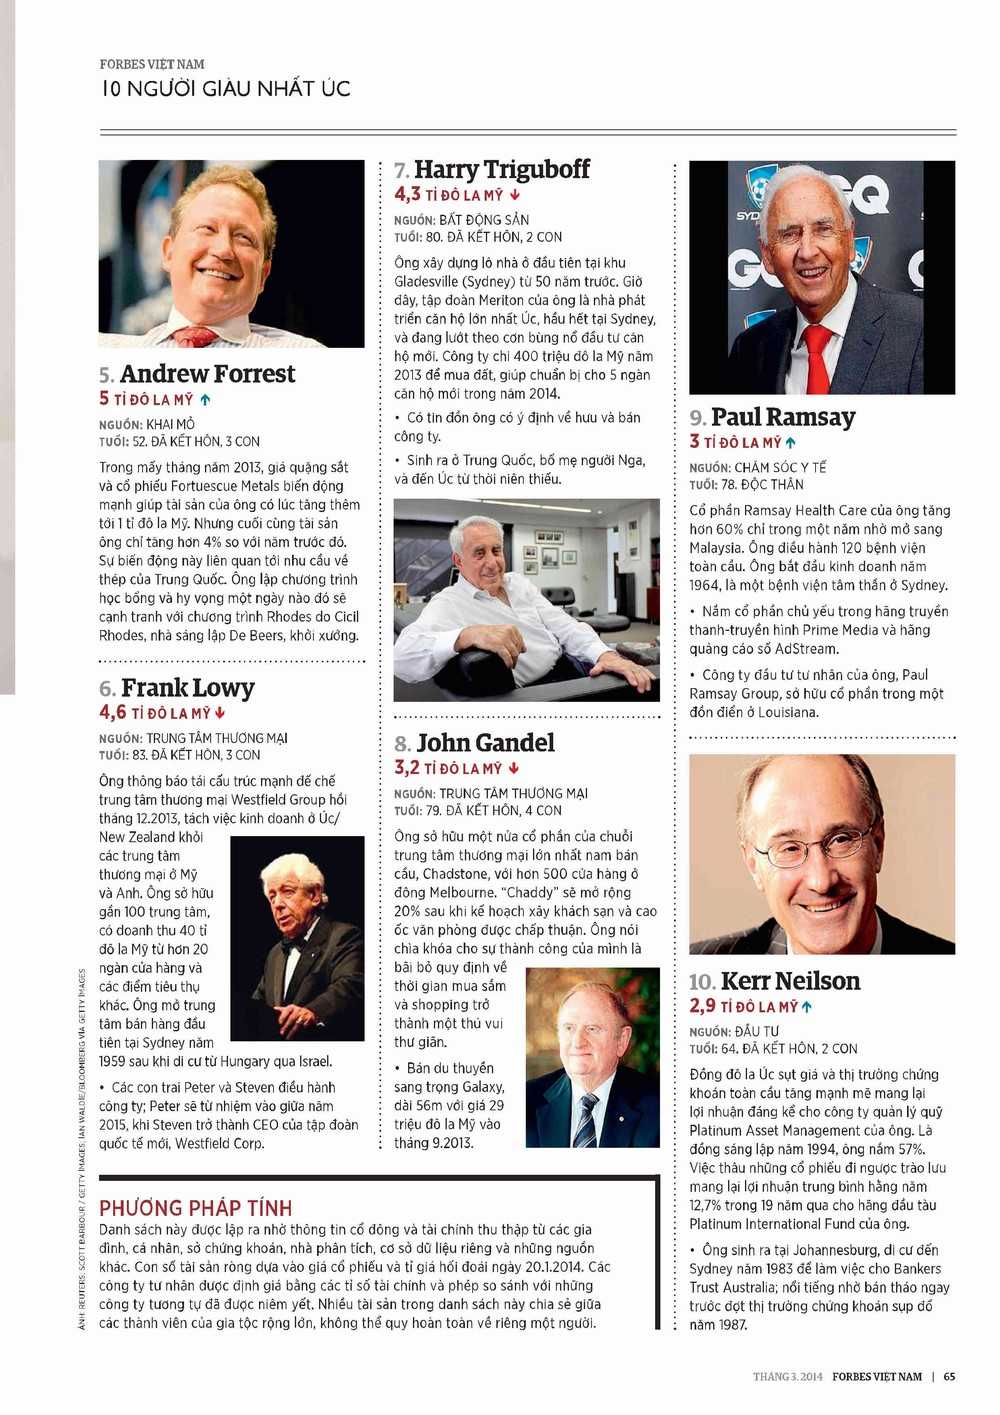 FORBES VIỆT NAM
10 NGƯỜI GIÀU NHẤT ÚC
5. Andrew Forrest
5 TỈ ĐÔ LA MỸ ↑
NGUỒN: KHAI MỎ
TUỔI: 52. ĐÃ KẾT HÔN, 3 CON
Trong mấy tháng năm 2013, giá quặng sắt
và cổ phiếu Fortuescue Metals biến động
mạnh giúp tài sản của ông có lúc tăng thêm
tới 1 tỉ đô la Mỹ. Nhưng cuối cùng tài sản
ông chỉ tăng hơn 4% so với năm trước đó.
Sự biến động này liên quan tới nhu cầu về
thép của Trung Quốc. Ông lập chương trình
học bổng và hy vọng một ngày nào đó sẽ
cạnh tranh với chương trình Rhodes do Cicil
Rhodes, nhà sáng lập De Beers, khởi xướng.
6. Frank Lowy
4,6 TỈ ĐÔ LA MỸ ↓
NGUỒN: TRUNG TÂM THƯƠNG MẠI
TUỔI: 83. ĐÃ KẾT HÔN, 3 CON
Ông thông báo tái cấu trúc mạnh đế chế
trung tâm thương mại Westfield Group hồi
tháng 12.2013, tách việc kinh doanh ở Úc/
New Zealand khỏi
các trung tâm
thương mại ở Mỹ
và Anh. Ông sở hữu
gần 100 trung tâm,
có doanh thu 40 tỉ
đô la Mỹ từ hơn 20
ngàn cửa hàng và
các điểm tiêu thụ
khác. Ông mở trung
tâm bán hàng đầu
tiên tại Sydney năm
1959 sau khi di cư từ Hungary qua Israel.
• Các con trai Peter và Steven điều hành
công ty; Peter sẽ từ nhiệm vào giữa năm
2015, khi Steven trở thành CEO của tập đoàn
quốc tế mới, Westfield Corp.
7. Harry Triguboff
4,3 TỈ ĐÔ LA MỸ ↓
NGUỒN: BẤT ĐỘNG SẢN
TUỔI: 80. ĐÃ KẾT HÔN, 2 CON
Ông xây dựng lô nhà ở đầu tiên tại khu
Gladesville (Sydney) từ 50 năm trước. Giờ
đây, tập đoàn Meriton của ông là nhà phát
triển căn hộ lớn nhất Úc, hầu hết tại Sydney,
và đang lướt theo cơn bùng nổ đầu tư căn
hộ mới. Công ty chi 400 triệu đô la Mỹ năm
2013 để mua đất, giúp chuẩn bị cho 5 ngàn
căn hộ mới trong năm 2014.
• Có tin đồn ông có ý định về hưu và bán
công ty.
• Sinh ra ở Trung Quốc, bố mẹ người Nga,
và đến Úc từ thời niên thiếu.
8. John Gandel
3,2 TỈ ĐÔ LA MỸ ↓
NGUỒN: TRUNG TÂM THƯƠNG MẠI
TUỔI: 79. ĐÃ KẾT HÔN, 4 CON
Ông sở hữu một nửa cổ phần của chuỗi
trung tâm thương mại lớn nhất nam bán
cầu, Chadstone, với hơn 500 cửa hàng ở
đông Melbourne. “Chaddy” sẽ mở rộng
20% sau khi kế hoạch xây khách sạn và cao
ốc văn phòng được chấp thuận. Ông nói
chìa khóa cho sự thành công của mình là
bãi bỏ quy định về
thời gian mua sắm
và shopping trở
thành một thú vui
thư giãn.
• Bán du thuyền
sang trọng Galaxy,
dài 56m với giá 29
triệu đô la Mỹ vào
tháng 9.2013.
SYD
GQ
GQ
9. Paul Ramsay
3 TỈ ĐÔ LA MỸ ↑
NGUỒN: CHĂM SÓC Y TẾ
TUỔI: 78. ĐỘC THÂN
Cổ phần Ramsay Health Care của ông tăng
hơn 60% chỉ trong một năm nhờ mở sang
Malaysia. Ông điều hành 120 bệnh viện
toàn cầu. Ông bắt đầu kinh doanh năm
1964, là một bệnh viện tâm thần ở Sydney.
• Nắm cổ phần chủ yếu trong hãng truyền
thanh-truyền hình Prime Media và hãng
quảng cáo số AdStream.
• Công ty đầu tư tư nhân của ông, Paul
Ramsay Group, sở hữu cổ phần trong một
đồn điền ở Louisiana.
10. Kerr Neilson
2,9 TỈ ĐÔ LA MỸ ↑
NGUỒN: ĐẦU TƯ
TUỔI: 64. ĐÃ KẾT HÔN, 2 CON
Đồng đô la Úc sụt giá và thị trường chứng
khoán toàn cầu tăng mạnh mẽ mang lại
lợi nhuận đáng kể cho công ty quản lý quỹ
Platinum Asset Management của ông. Là
đồng sáng lập năm 1994, ông nắm 57%.
Việc thâu những cổ phiếu đi ngược trào lưu
mang lại lợi nhuận trung bình hằng năm
12,7% trong 19 năm qua cho hãng đầu tàu
Platinum International Fund của ông.
• Ông sinh ra tại Johannesburg, di cư đến
Sydney năm 1983 để làm việc cho Bankers
Trust Australia; nổi tiếng nhờ bán tháo ngay
trước đợt thị trường chứng khoán sụp đổ
năm 1987.
PHƯƠNG PHÁP TÍNH
Danh sách này được lập ra nhờ thông tin cổ đông và tài chính thu thập từ các gia
đình, cá nhân, sở chứng khoán, nhà phân tích, cơ sở dữ liệu riêng và những nguồn
khác. Con số tài sản ròng dựa vào giá cổ phiếu và tỉ giá hối đoái ngày 20.1.2014. Các
công ty tư nhân được định giá bằng các tỉ số tài chính và phép so sánh với những
công ty tương tự đã được niêm yết. Nhiều tài sản trong danh sách này chia sẻ giữa
các thành viên của gia tộc rộng lớn, không thể quy hoàn toàn về riêng một người.
ẢNH: REUTERS; SCOTT BARBOUR / GETTY IMAGES; IAN WALDIE/BLOOMBERG VIA GETTY IMAGES
THÁNG 3. 2014 FORBES VIỆT NAM | 65